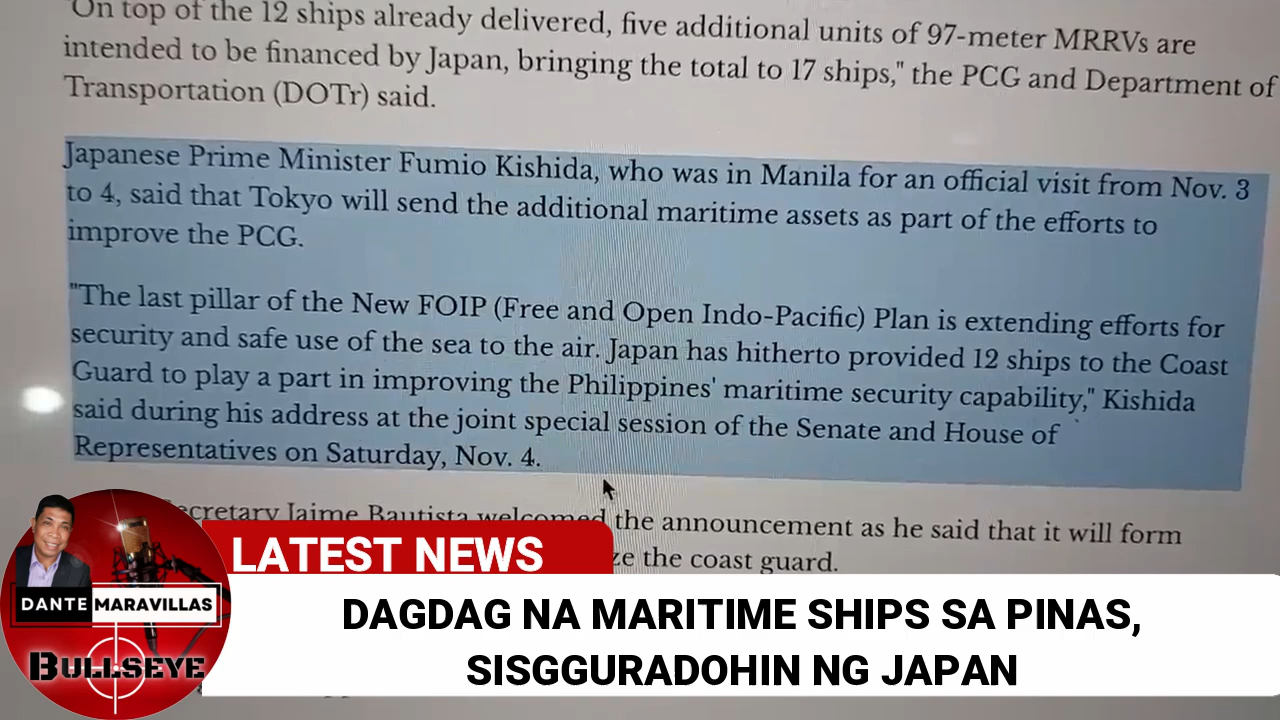 "On top of the 12 ships already delivered, five additional units of 97-meter MRRVs are
intended to be financed by Japan, bringing the total to 17 ships," the PCG and Department of
Transportation (DOTr) said.
Japanese Prime Minister Fumio Kishida, who was in Manila for an official visit from Nov. 3
to 4, said that Tokyo will send the additional maritime assets as part of the efforts to
improve the PCG.
"The last pillar of the New FOIP (Free and Open Indo-Pacific) Plan is extending efforts for
security and safe use of the sea to the air. Japan has hitherto provided 12 ships to the Coast
Guard to play a part in improving the Philippines' maritime security capability," Kishida
said during his address at the joint special session of the Senate and House of
Representatives on Saturday, Nov. 4.
Jaime Bautista welcomed the announcement as he said that it will form
the coast guard.
LATEST NEWS
DANTE MARAVILLAS
BULLSEYE
DAGDAG NA MARITIME SHIPS SA PINAS,
SISGGURADOHIN NG JAPAN